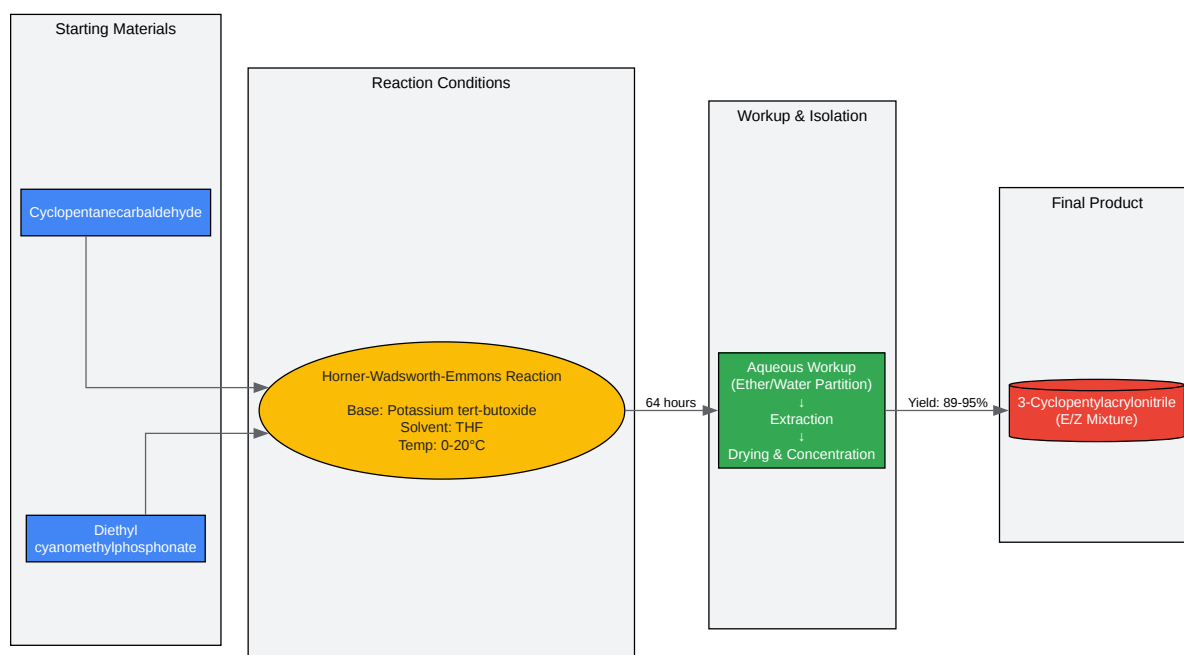 Starting Materials
Cyclopentanecarbaldehyde
Diethyl
cyanomethylphosphonate
Reaction Conditions
Horner-Wadsworth-Emmons Reaction
Base: Potassium tert-butoxide
Solvent: THF
Temp: 0-20°C
64 hours
Workup & Isolation
Aqueous Workup
(Ether/Water Partition)
↓
Extraction
↓
Drying & Concentration
Yield: 89-95%
Final Product
3-Cyclopentylacrylonitrile
(E/Z Mixture)